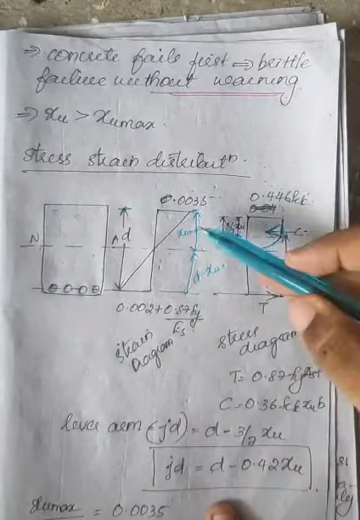 ⇒ concrete fails first ⇒ brittle
failure without warning.
⇒ xu > xumax.
stress strain distributⁿ
0.0035
0.446fck
N
A
d
xu
d-xu
C
T
0.002+0.87fy/Es
strain
Diagram
stress
diagram
T = 0.87fyAst
C = 0.36fck xu b
lever arm (jd) = d - 3/7 xu
jd = d - 0.42xu
xumax = 0.0035